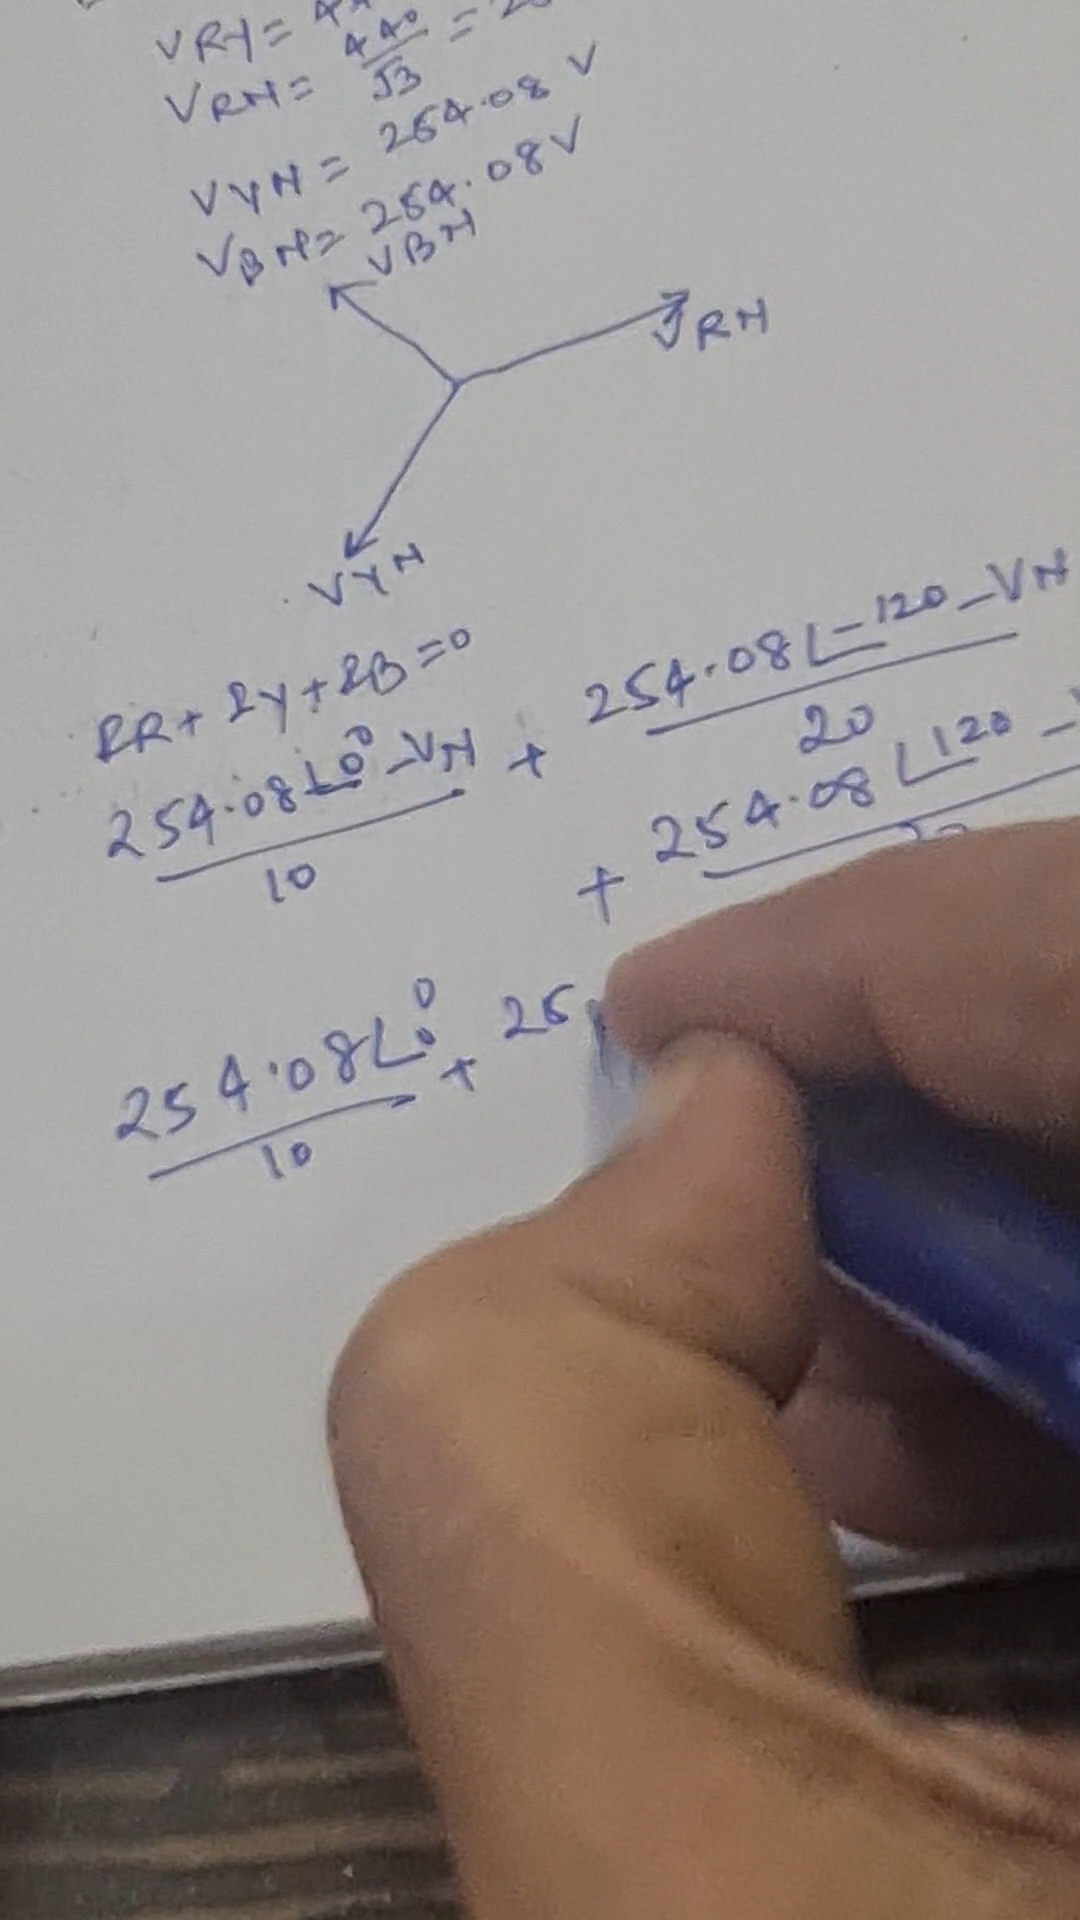 VRY =
VRN = 440/√3 =
VYN = 254.08 V
VBN = 254.08 V
VBN
VRN
VYN
IR + IY + IB = 0
254.08∠0° - VN / 10 + 254.08∠-120 - VN / 20
+ 254.08∠120 -
254.08∠0° / 10 +